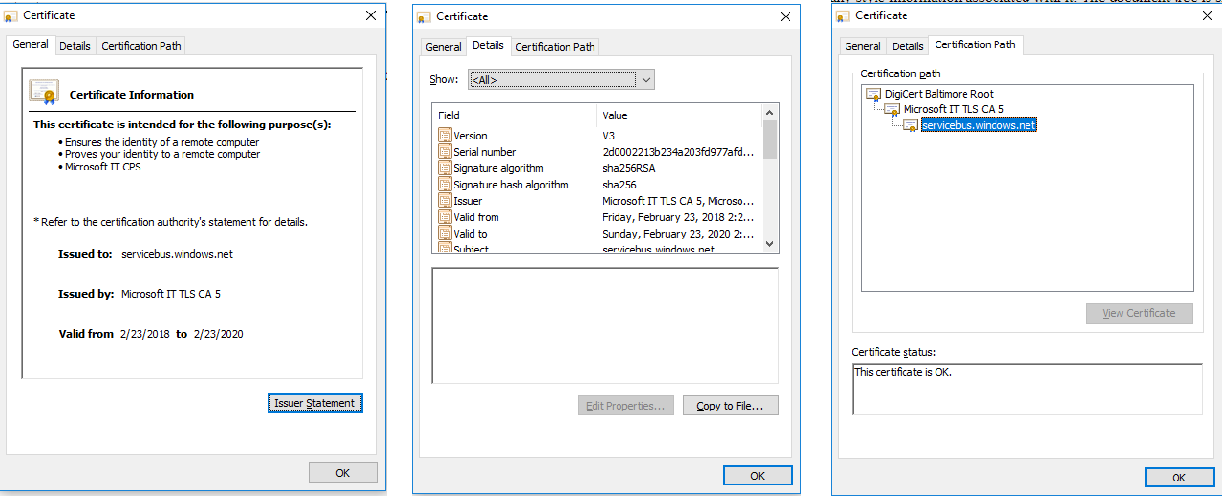 Certificate
General Details Certification Path
Certificate Information
This certificate is intended for the following purpose(s):
• Ensures the identity of a remote computer
• Proves your identity to a remote computer
• Microsoft IT CPS
* Refer to the certification authority's statement for details.
Issued to: servicebus.windows.net
Issued by: Microsoft IT TLS CA 5
Valid from 2/23/2018 to 2/23/2020
Issuer Statement
OK
Certificate
General Details Certification Path
Show: <All>
Field Value
Version V3
Serial number 2d0002213b234a203fd977afd...
Signature algorithm sha256RSA
Signature hash algorithm sha256
Issuer Microsoft IT TLS CA 5, Microso...
Valid from Friday, February 23, 2018 2:2...
Valid to Sunday, February 23, 2020 2:...
Subject servicebus.windows.net
Edit Properties... Copy to File...
OK
Certificate
General Details Certification Path
Certification path
DigiCert Baltimore Root
Microsoft IT TLS CA 5
servicebus.windows.net
View Certificate
Certificate status:
This certificate is OK.
OK